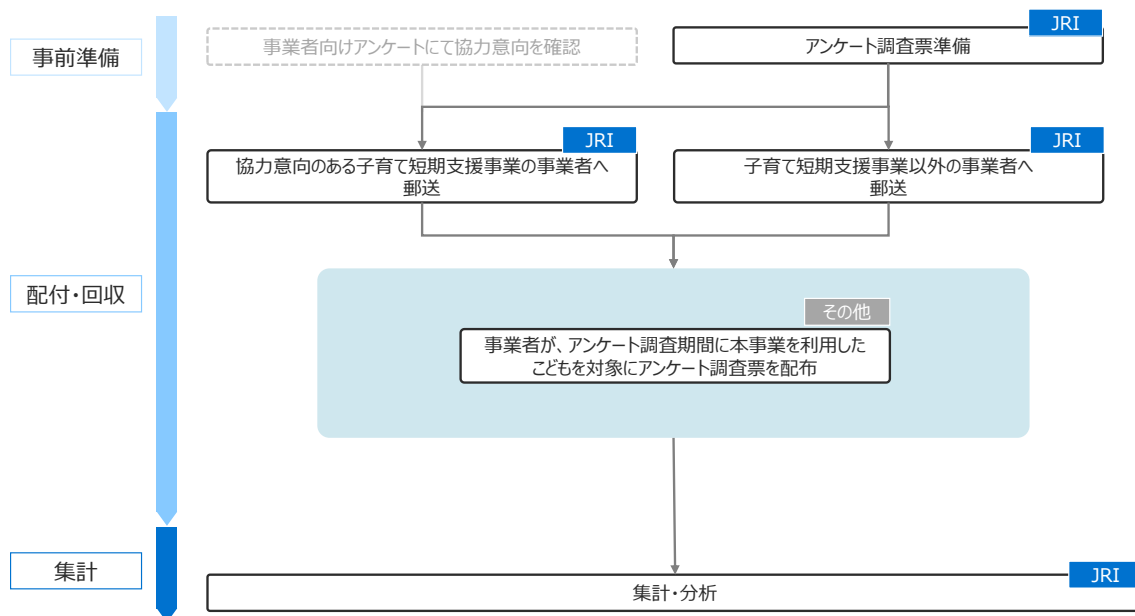 事前準備
事業者向けアンケートにて協力意向を確認
JRI
アンケート調査票準備
JRI
協力意向のある子育て短期支援事業の事業者へ
郵送
JRI
子育て短期支援事業以外の事業者へ
郵送
配付・回収
その他
事業者が、アンケート調査期間に本事業を利用した
こどもを対象にアンケート調査票を配布
集計
JRI
集計・分析